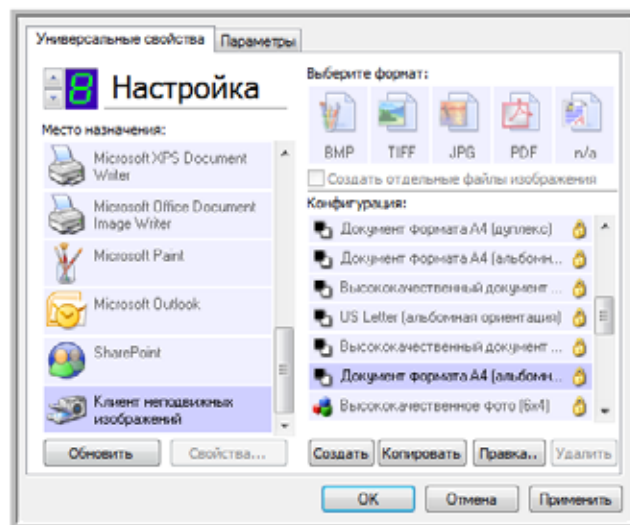 Универсальные свойства
Параметры
8
Настройка
Место назначения:
Microsoft XPS Document
Writer
Microsoft Office Document
Image Writer
Microsoft Paint
Microsoft Outlook
SharePoint
Клиент неподвижных
изображений
Обновить
Свойства...
Выберите формат:
BMP
TIFF
JPG
PDF
n/a
Создать отдельные файлы изображения
Конфигурация:
Документ формата A4 (дуплекс)
Документ формата A4 (альбомн...
Высококачественный документ ...
US Letter (альбомная ориентация)
Высококачественный документ ...
Документ формата A4 (альбомн...
Высококачественное фото (6x4)
Создать
Копировать
Правка..
Удалить
OK
Отмена
Применить